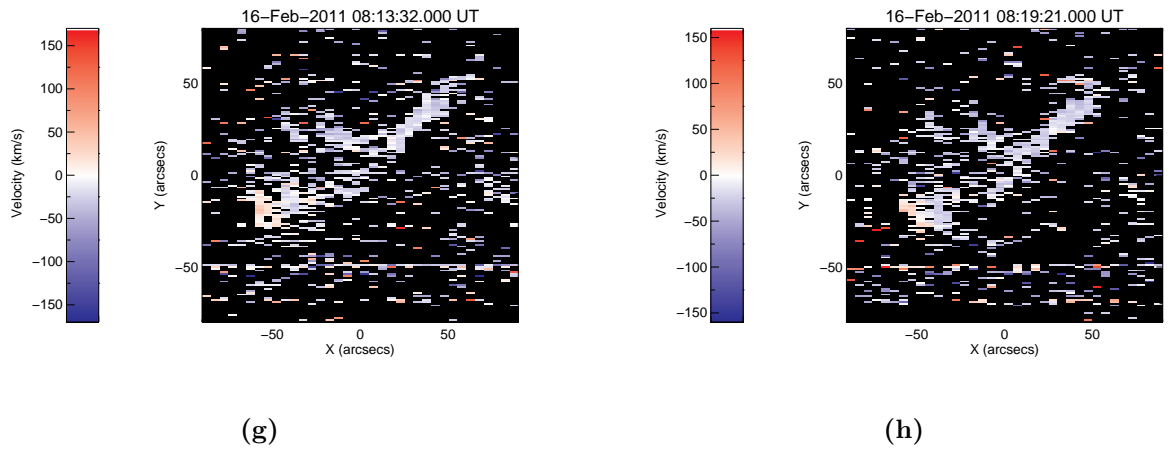 16−Feb−2011 08:13:32.000 UT
150
100
50
0
−50
−100
−150
Velocity (km/s)
50
0
−50
Y (arcsecs)
−50 0 50
X (arcsecs)
(g)
16−Feb−2011 08:19:21.000 UT
150
100
50
0
−50
−100
−150
Velocity (km/s)
50
0
−50
Y (arcsecs)
−50 0 50
X (arcsecs)
(h)